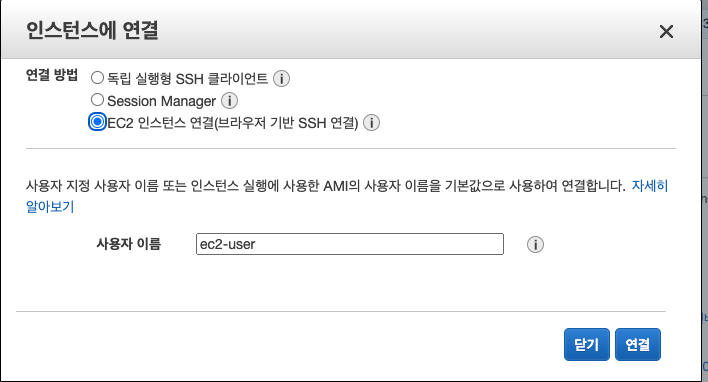 인스턴스에 연결
연결 방법
독립 실행형 SSH 클라이언트
Session Manager
EC2 인스턴스 연결(브라우저 기반 SSH 연결)
사용자 지정 사용자 이름 또는 인스턴스 실행에 사용한 AMI의 사용자 이름을 기본값으로 사용하여 연결합니다. 자세히
알아보기
사용자 이름 ec2-user
닫기 연결